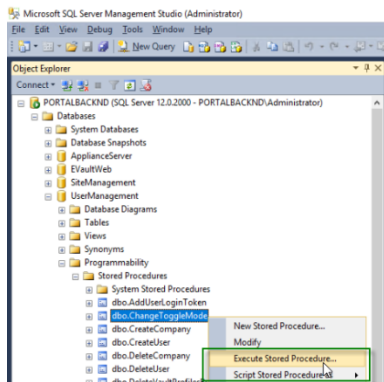 Microsoft SQL Server Management Studio (Administrator)
File Edit View Debug Tools Window Help
New Query
Object Explorer
Connect
PORTALBACKND (SQL Server 12.0.2000 - PORTALBACKND\Administrator)
Databases
System Databases
Database Snapshots
ApplianceServer
EVaultWeb
SiteManagement
UserManagement
Database Diagrams
Tables
Views
Synonyms
Programmability
Stored Procedures
System Stored Procedures
dbo.AddUserLoginToken
dbo.ChangeToggleMode
dbo.CreateCompany
New Stored Procedure...
dbo.CreateUser
Modify
dbo.DeleteCompany
Execute Stored Procedure...
dbo.DeleteUser
Script Stored Procedure